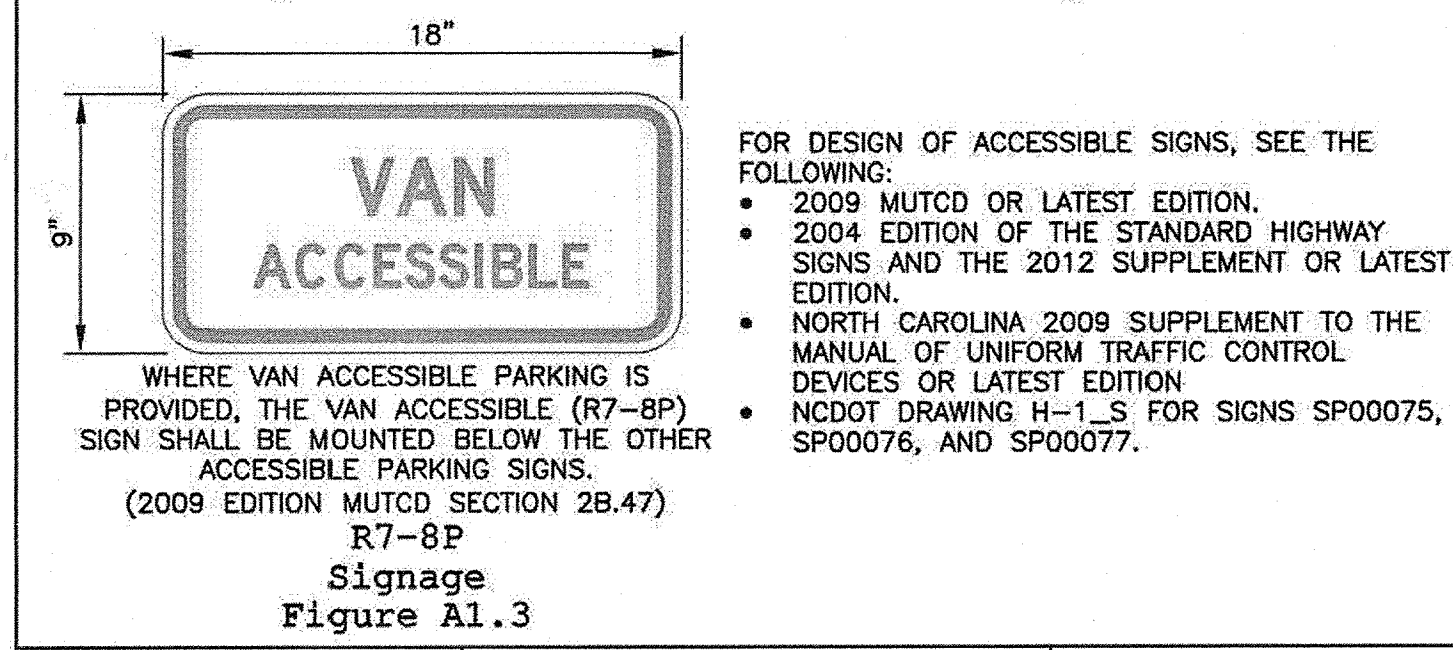 18"
9"
VAN
ACCESSIBLE
WHERE VAN ACCESSIBLE PARKING IS
PROVIDED, THE VAN ACCESSIBLE (R7-8P)
SIGN SHALL BE MOUNTED BELOW THE OTHER
ACCESSIBLE PARKING SIGNS.
(2009 EDITION MUTCD SECTION 2B.47)
R7-8P
Signage
Figure A1.3
FOR DESIGN OF ACCESSIBLE SIGNS, SEE THE
FOLLOWING:
• 2009 MUTCD OR LATEST EDITION.
• 2004 EDITION OF THE STANDARD HIGHWAY
SIGNS AND THE 2012 SUPPLEMENT OR LATEST
EDITION.
• NORTH CAROLINA 2009 SUPPLEMENT TO THE
MANUAL OF UNIFORM TRAFFIC CONTROL
DEVICES OR LATEST EDITION
• NCDOT DRAWING H-1_S FOR SIGNS SP00075,
SP00076, AND SP00077.